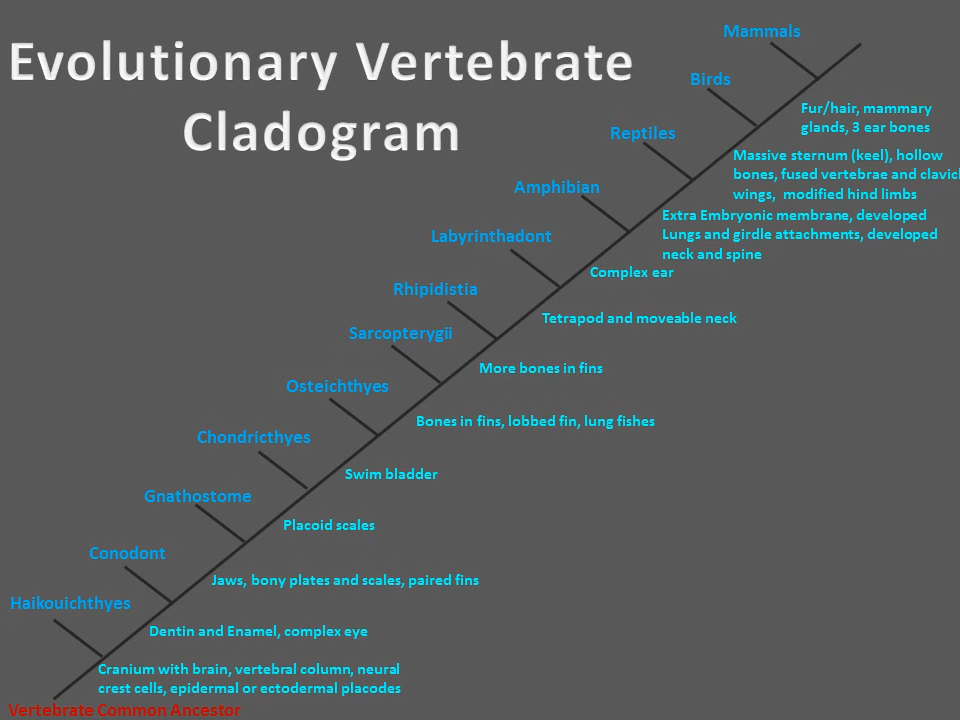 Evolutionary Vertebrate
Cladogram
Mammals
Birds
Reptiles
Amphibian
Labyrinthadont
Rhipidistia
Sarcopterygii
Osteichthyes
Chondricthyes
Gnathostome
Conodont
Haikouichthyes
Fur/hair, mammary
glands, 3 ear bones
Massive sternum (keel), hollow
bones, fused vertebrae and clavicl
wings, modified hind limbs
Extra Embryonic membrane, developed
Lungs and girdle attachments, developed
neck and spine
Complex ear
Tetrapod and moveable neck
More bones in fins
Bones in fins, lobbed fin, lung fishes
Swim bladder
Placoid scales
Jaws, bony plates and scales, paired fins
Dentin and Enamel, complex eye
Cranium with brain, vertebral column, neural
crest cells, epidermal or ectodermal placodes
Vertebrate Common Ancestor